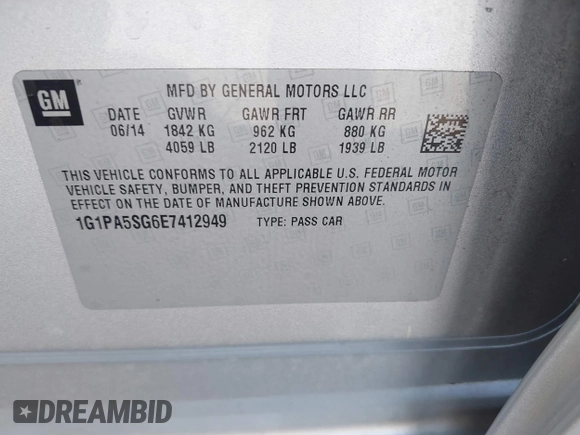 GM
MFD BY GENERAL MOTORS LLC
DATE GVWR GAWR FRT GAWR RR
06/14 1842 KG 962 KG 880 KG
4059 LB 2120 LB 1939 LB
THIS VEHICLE CONFORMS TO ALL APPLICABLE U.S. FEDERAL MOTOR
VEHICLE SAFETY, BUMPER, AND THEFT PREVENTION STANDARDS IN
EFFECT ON THE DATE OF MANUFACTURE SHOWN ABOVE.
1G1PA5SG6E7412949 TYPE: PASS CAR
DREAMBID